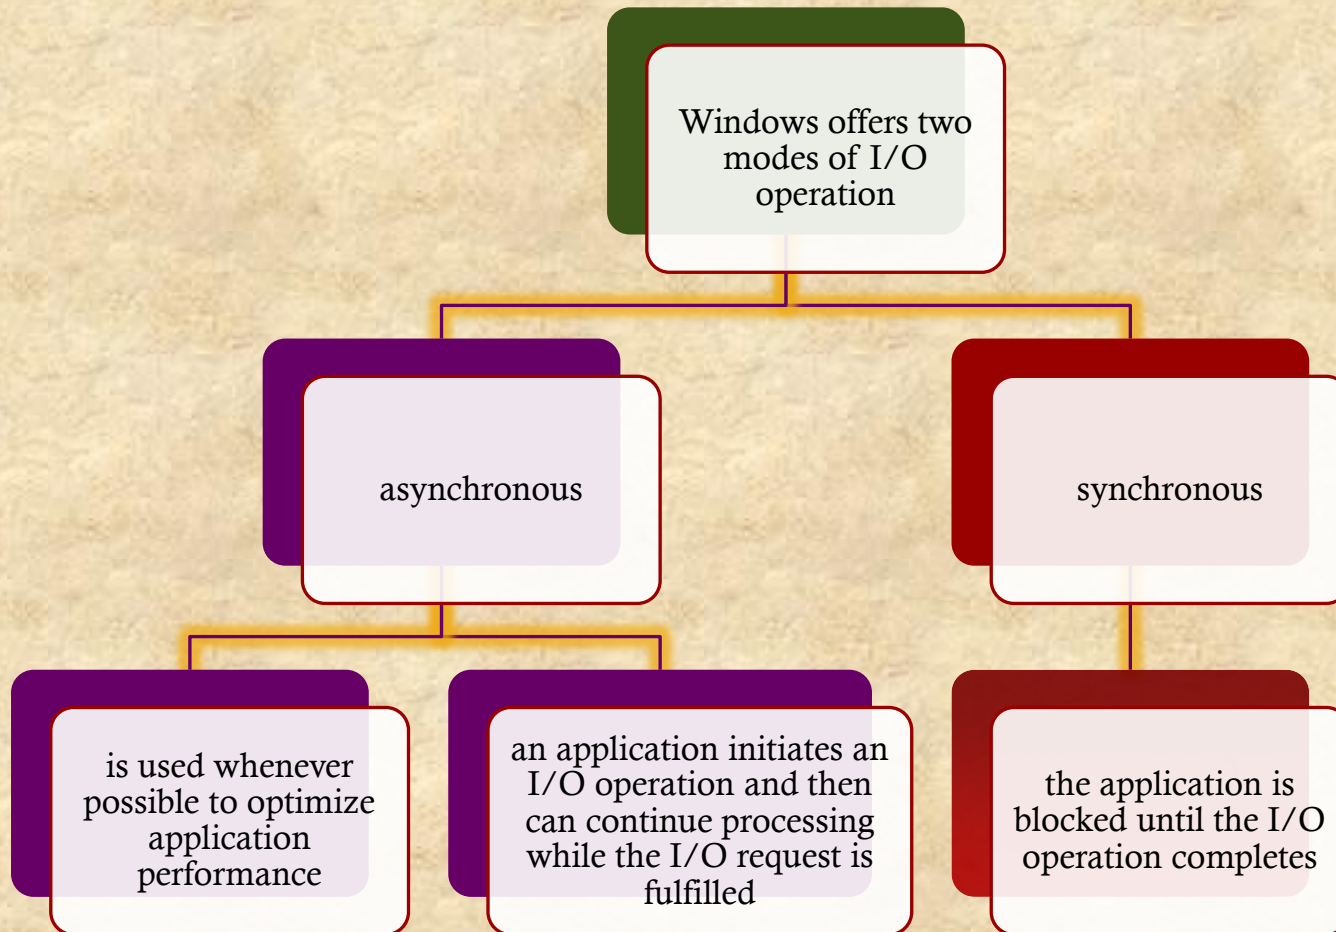 Windows offers two
modes of I/O
operation
asynchronous
synchronous
is used whenever
possible to optimize
application
performance
an application initiates an
I/O operation and then
can continue processing
while the I/O request is
fulfilled
the application is
blocked until the I/O
operation completes